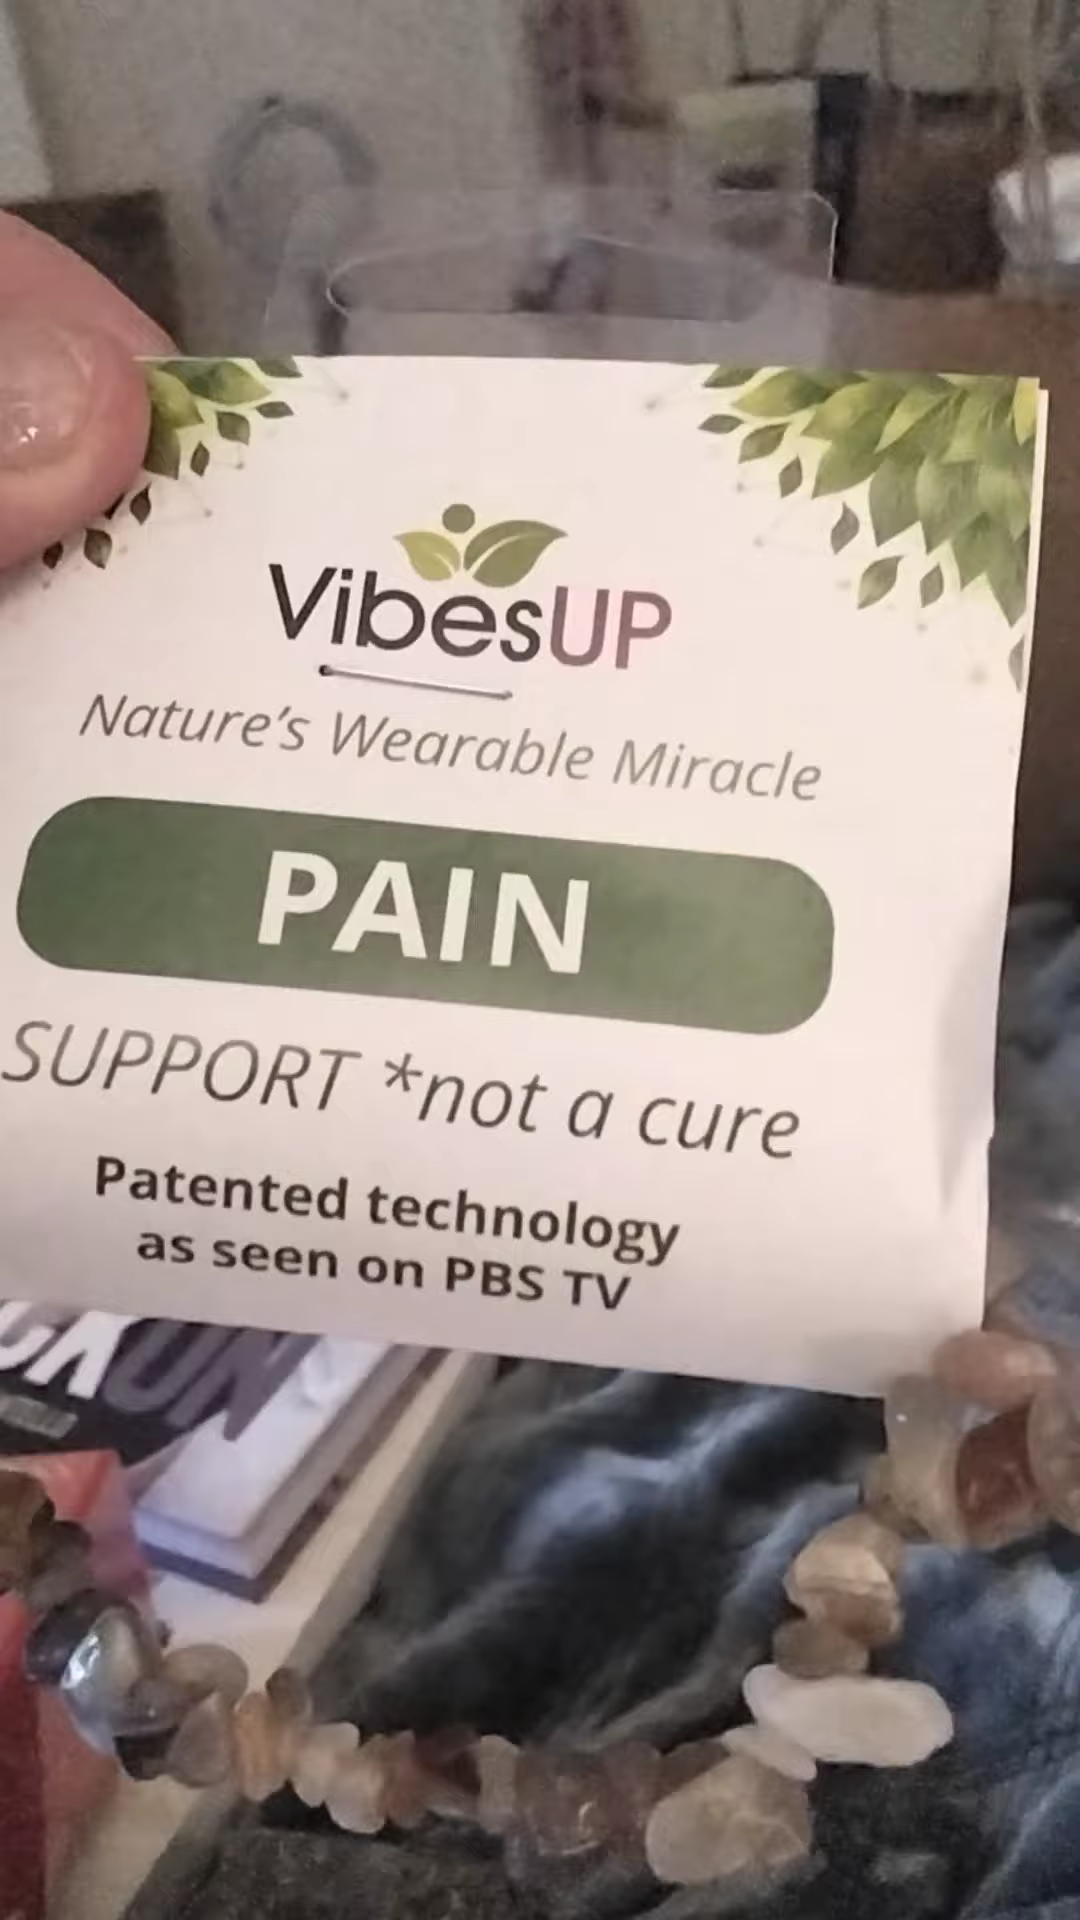 VibesUP
Nature's Wearable Miracle
PAIN
SUPPORT *not a cure
Patented technology
as seen on PBS TV